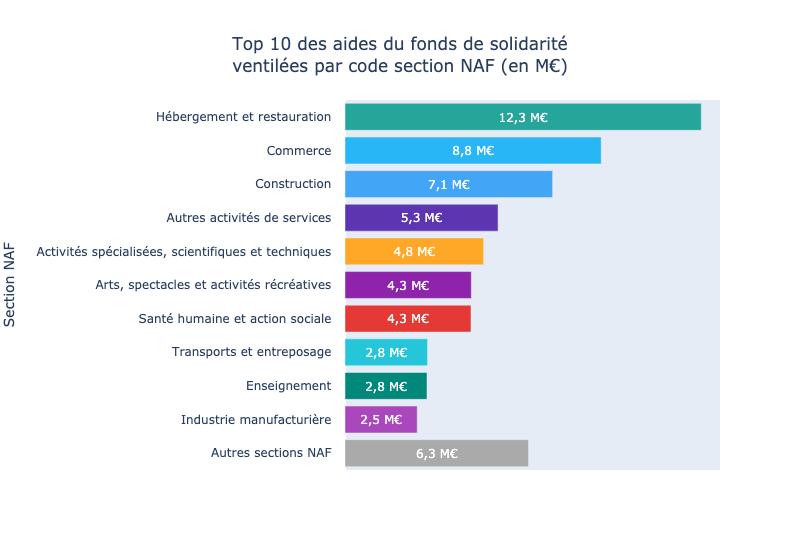 Top 10 des aides du fonds de solidarité
ventilées par code section NAF (en M€)
Section NAF
Hébergement et restauration 12,3 M€
Commerce 8,8 M€
Construction 7,1 M€
Autres activités de services 5,3 M€
Activités spécialisées, scientifiques et techniques 4,8 M€
Arts, spectacles et activités récréatives 4,3 M€
Santé humaine et action sociale 4,3 M€
Transports et entreposage 2,8 M€
Enseignement 2,8 M€
Industrie manufacturière 2,5 M€
Autres sections NAF 6,3 M€